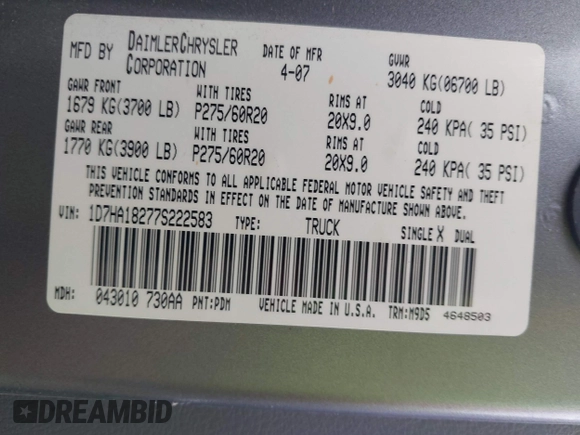 MFD BY DAIMLERCHRYSLER CORPORATION DATE OF MFR 4-07 GVWR 3040 KG(06700 LB)
GAWR FRONT WITH TIRES RIMS AT COLD
1679 KG(3700 LB) P275/60R20 20X9.0 240 KPA( 35 PSI)
GAWR REAR WITH TIRES RIMS AT COLD
1770 KG(3900 LB) P275/60R20 20X9.0 240 KPA( 35 PSI)
THIS VEHICLE CONFORMS TO ALL APPLICABLE FEDERAL MOTOR VEHICLE SAFETY AND THEFT
PREVENTION STANDARDS IN EFFECT ON THE DATE OF MANUFACTURE SHOWN ABOVE.
VIN: 1D7HA18277S222583 TYPE: TRUCK SINGLE X DUAL
MDH: 043010 730AA PNT:PDM VEHICLE MADE IN U.S.A. TRM:M9D5 4648503
DREAMBID